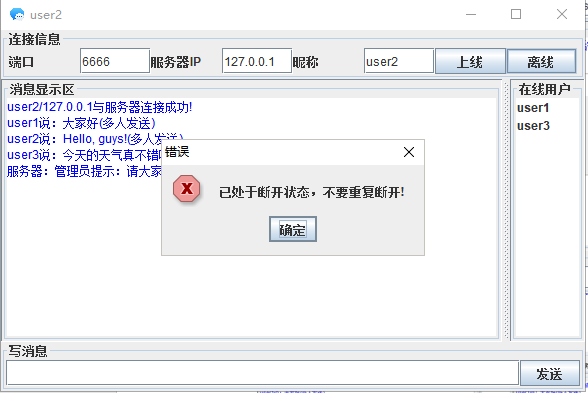 user2
连接信息
端口 6666 服务器IP 127.0.0.1 昵称 user2 上线 离线
消息显示区 在线用户
user2/127.0.0.1与服务器连接成功!
user1说：大家好(多人发送)
user2说：Hello, guys!(多人发送)
user3说：今天的天气真不错
服务器：管理员提示：请大家
user1
user3
错误
已处于断开状态，不要重复断开!
确定
写消息
发送